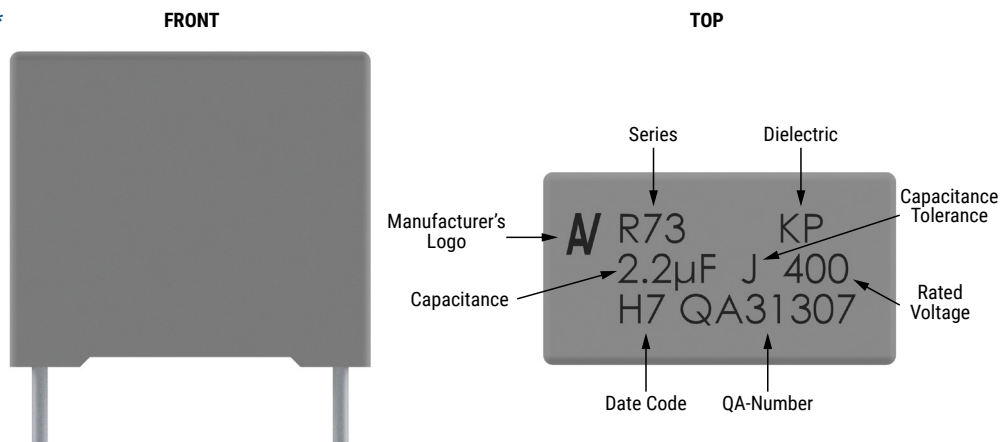 FRONT
TOP
Series
Dielectric
Capacitance
Tolerance
Manufacturer's
Logo
R73 KP
2.2µF J 400
H7 QA31307
Capacitance
Rated
Voltage
Date Code
QA-Number